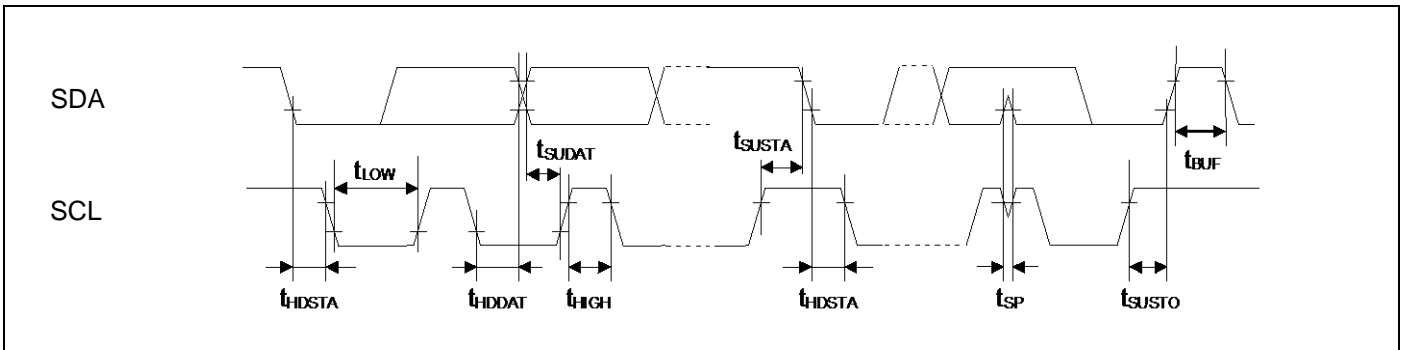 SDA
tSUDAT
tSUSTA
tLOW
tBUF
SCL
tHDSTA
tHDDAT
tHIGH
tHDSTA
tSP
tSUSTO